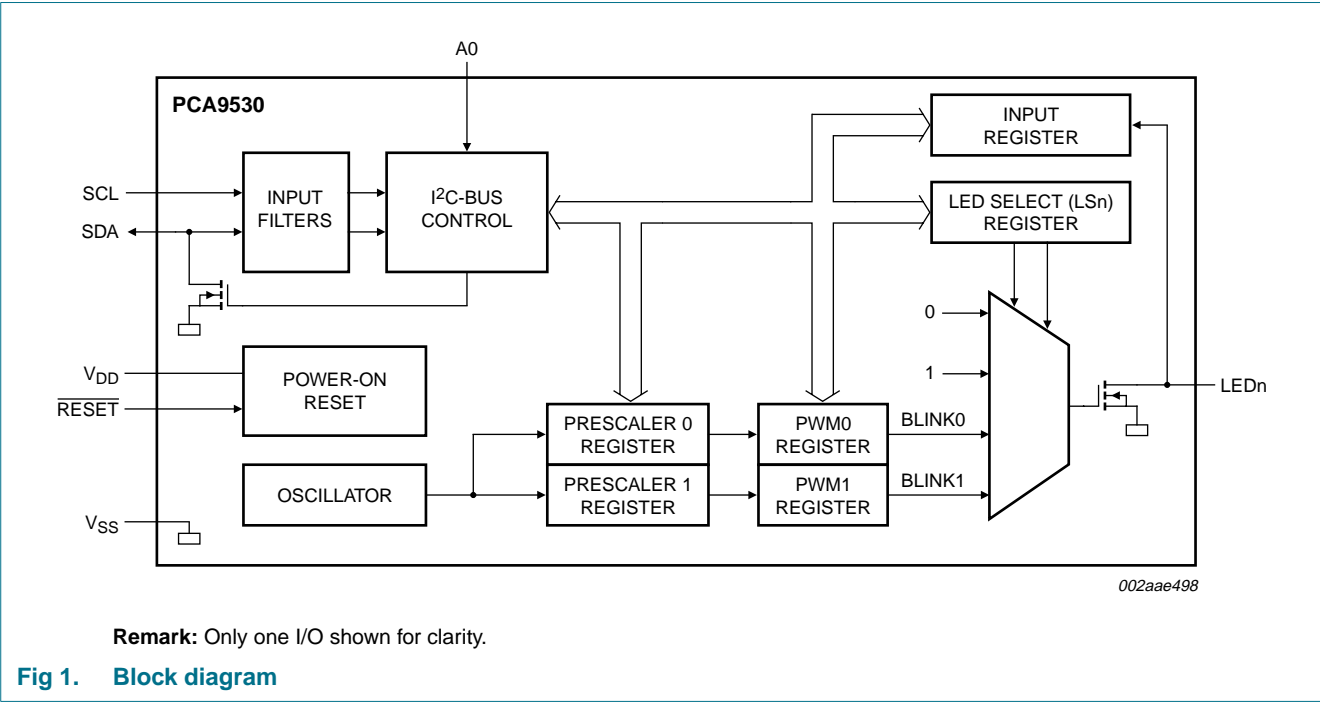 A0
PCA9530
SCL
SDA
INPUT
FILTERS
I²C-BUS
CONTROL
INPUT
REGISTER
LED SELECT (LSn)
REGISTER
0
1
VDD
RESET
POWER-ON
RESET
LEDn
PRESCALER 0
REGISTER
PWM0
REGISTER
BLINK0
OSCILLATOR
PRESCALER 1
REGISTER
PWM1
REGISTER
BLINK1
VSS
002aae498
Remark: Only one I/O shown for clarity.
Fig 1. Block diagram